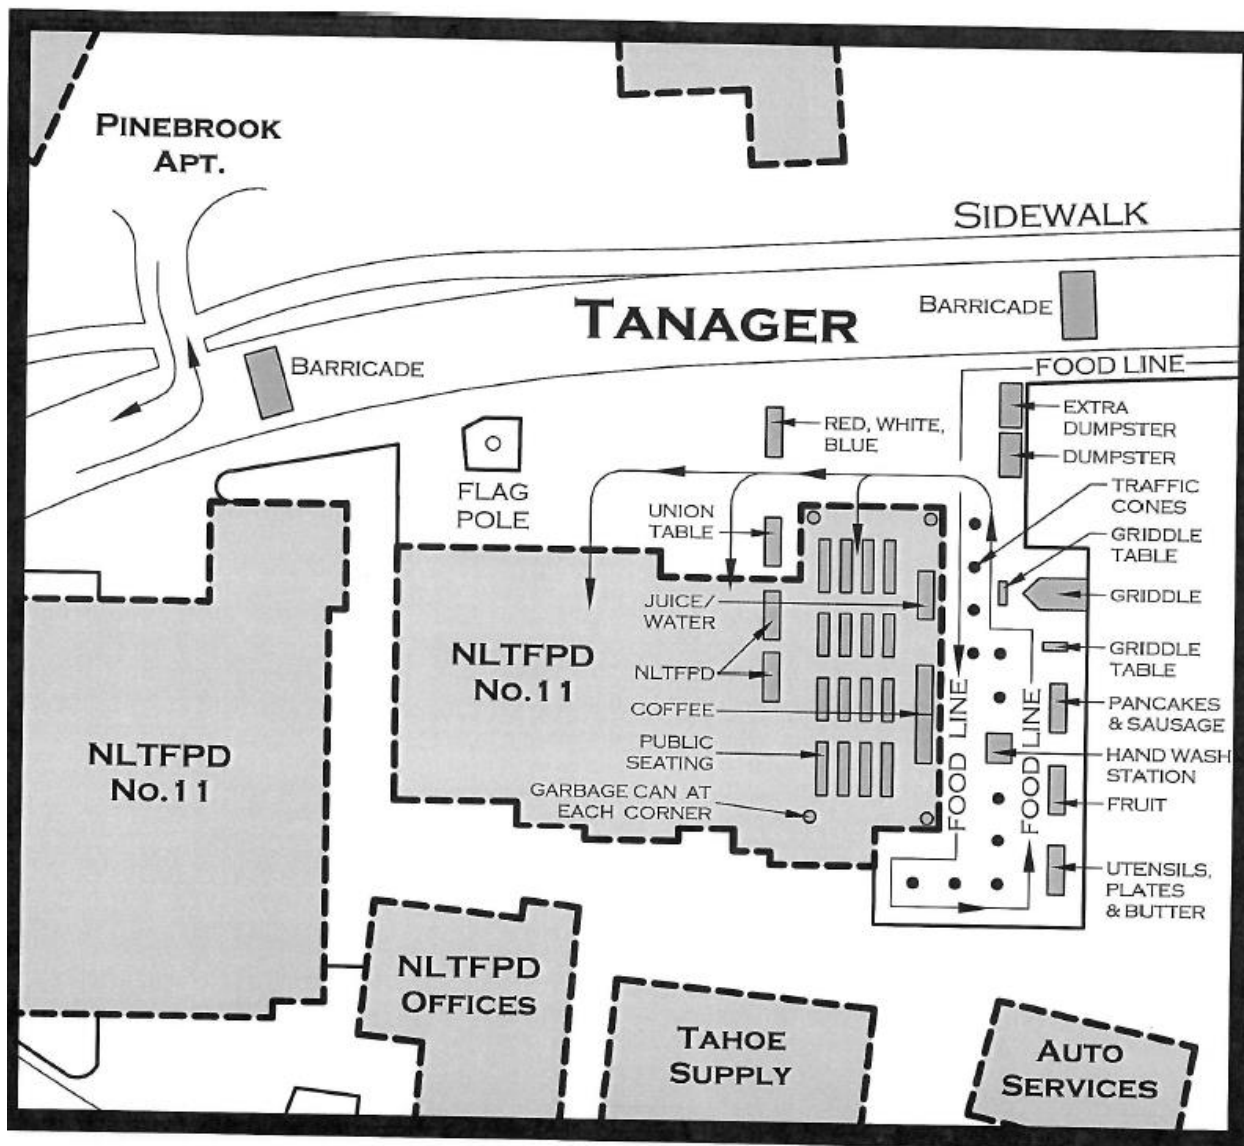 PINEBROOK
APT.
SIDEWALK
BARRICADE
TANAGER
BARRICADE
FOOD LINE
RED, WHITE,
BLUE
EXTRA
DUMPSTER
DUMPSTER
FLAG
POLE
TRAFFIC
CONES
UNION
TABLE
GRIDDLE
TABLE
JUICE/
WATER
GRIDDLE
NLTFPD
No.11
NLTFPD
GRIDDLE
TABLE
COFFEE
PANCAKES
& SAUSAGE
FOOD LINE
FOOD LINE
NLTFPD
No.11
PUBLIC
SEATING
HAND WASH
STATION
GARBAGE CAN AT
EACH CORNER
FRUIT
UTENSILS,
PLATES
& BUTTER
NLTFPD
OFFICES
TAHOE
SUPPLY
AUTO
SERVICES